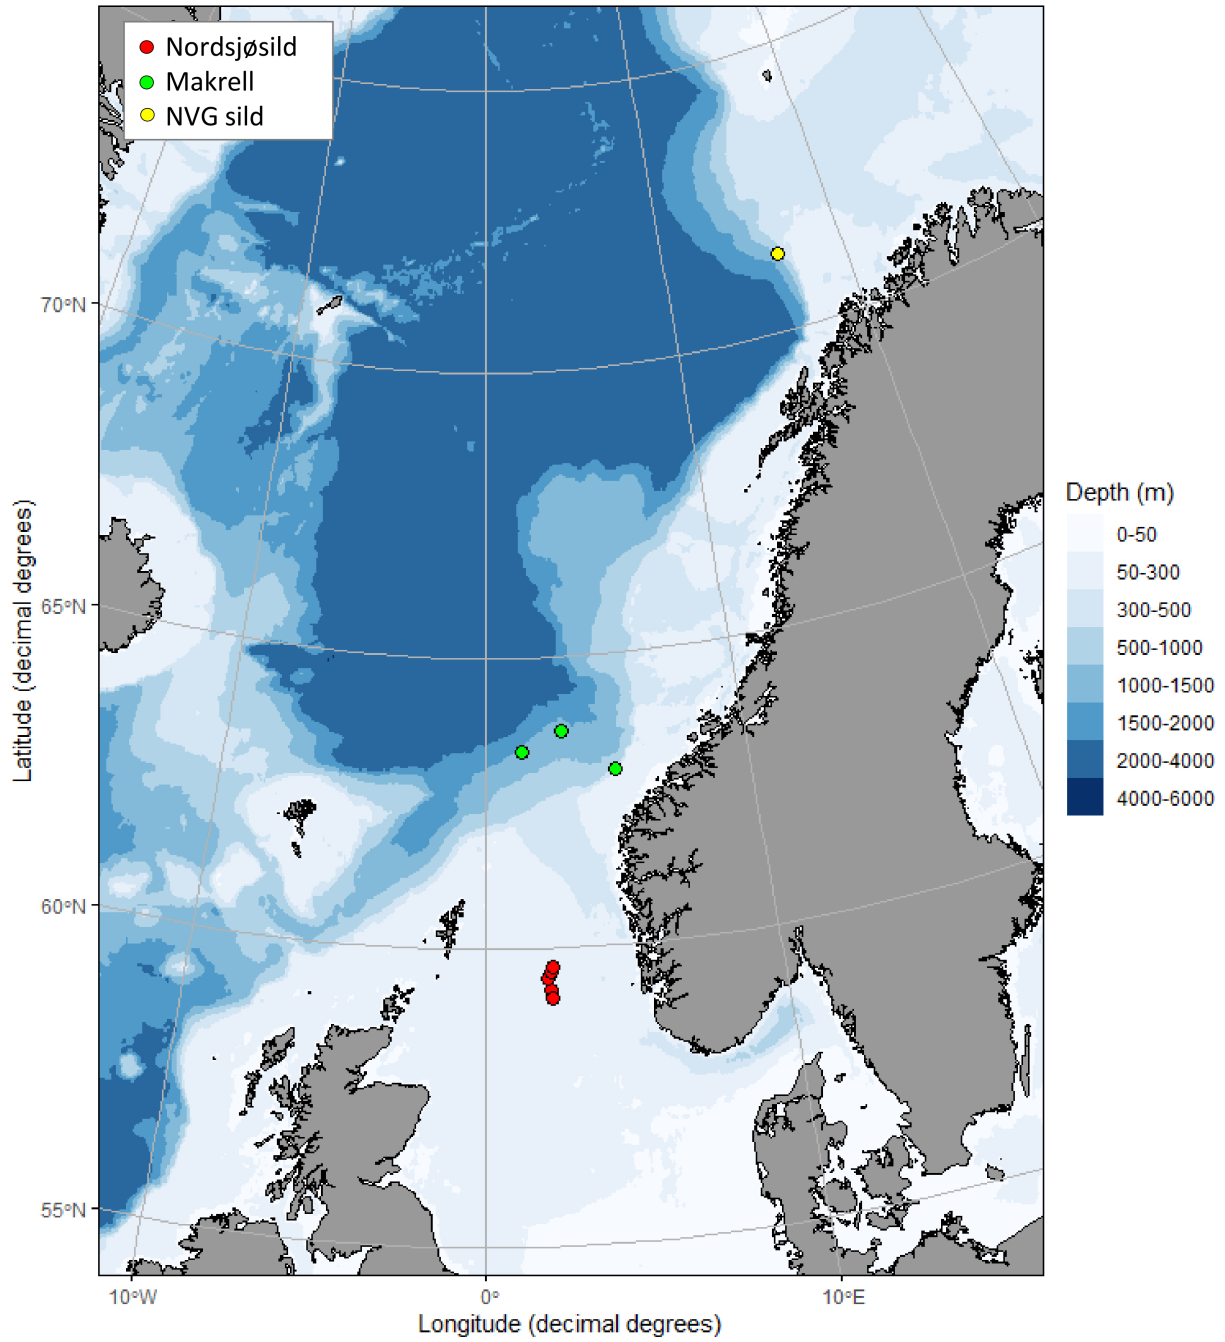 Nordsjøsild
Makrell
NVG sild
70°N
65°N
60°N
55°N
Latitude (decimal degrees)
10°W
0°
10°E
Longitude (decimal degrees)
Depth (m)
0-50
50-300
300-500
500-1000
1000-1500
1500-2000
2000-4000
4000-6000